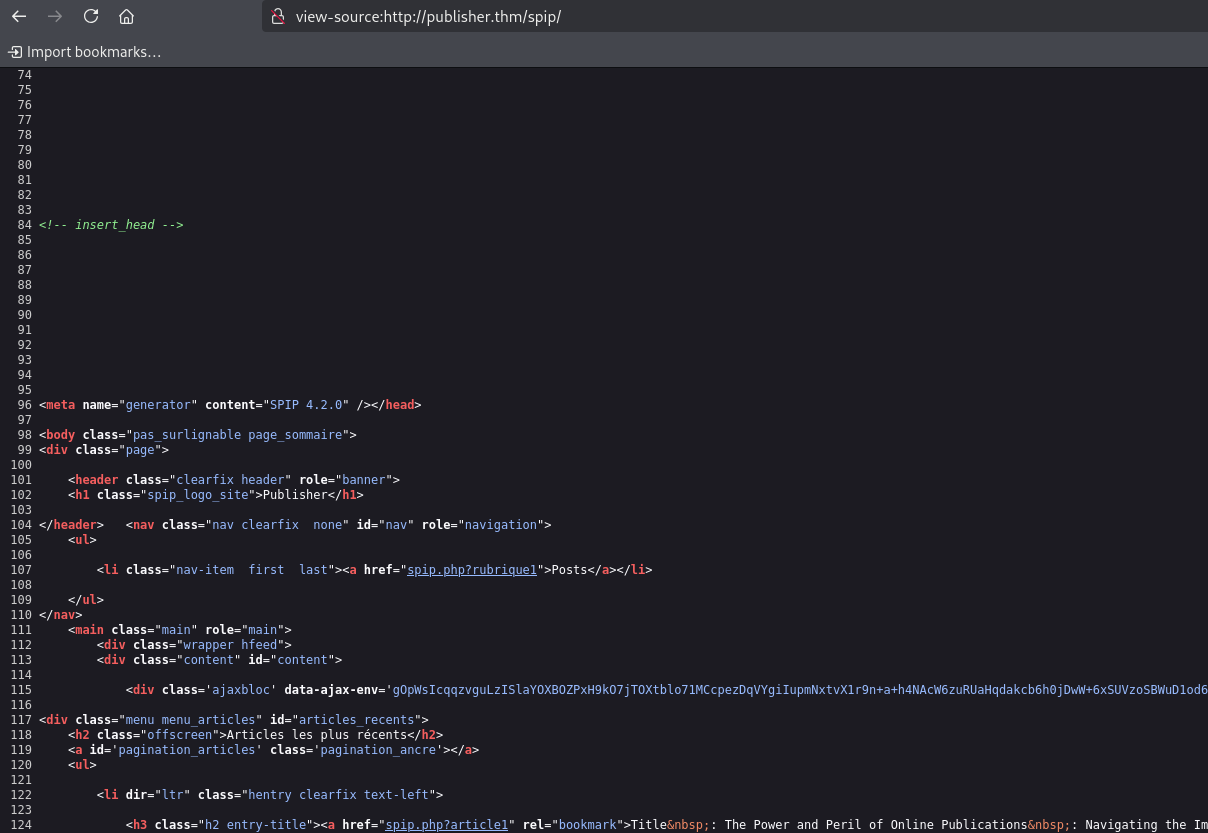 view-source:http://publisher.thm/spip/
Import bookmarks...
74
75
76
77
78
79
80
81
82
83
84 <!-- insert_head -->
85
86
87
88
89
90
91
92
93
94
95
96 <meta name="generator" content="SPIP 4.2.0" /></head>
97
98 <body class="pas_surlignable page_sommaire">
99 <div class="page">
100
101 <header class="clearfix header" role="banner">
102 <h1 class="spip_logo_site">Publisher</h1>
103
104 </header> <nav class="nav clearfix none" id="nav" role="navigation">
105 <ul>
106
107 <li class="nav-item first last"><a href="spip.php?rubrique1">Posts</a></li>
108
109 </ul>
110 </nav>
111 <main class="main" role="main">
112 <div class="wrapper hfeed">
113 <div class="content" id="content">
114
115 <div class='ajaxbloc' data-ajax-env='gOpWsIcqqzvguLzISlaYOXBOZPxH9kO7jTOXtblo71MCcpezDqVYgiIupmNxtvX1r9n+a+h4NAcW6zuRUaHqdakcb6h0jDwW+6xSUVzoSBWuD1od6
116
117 <div class="menu menu_articles" id="articles_recents">
118 <h2 class="offscreen">Articles les plus récents</h2>
119 <a id='pagination_articles' class='pagination_ancre'></a>
120 <ul>
121
122 <li dir="ltr" class="hentry clearfix text-left">
123
124 <h3 class="h2 entry-title"><a href="spip.php?article1" rel="bookmark">Title&nbsp;: The Power and Peril of Online Publications&nbsp;: Navigating the Im